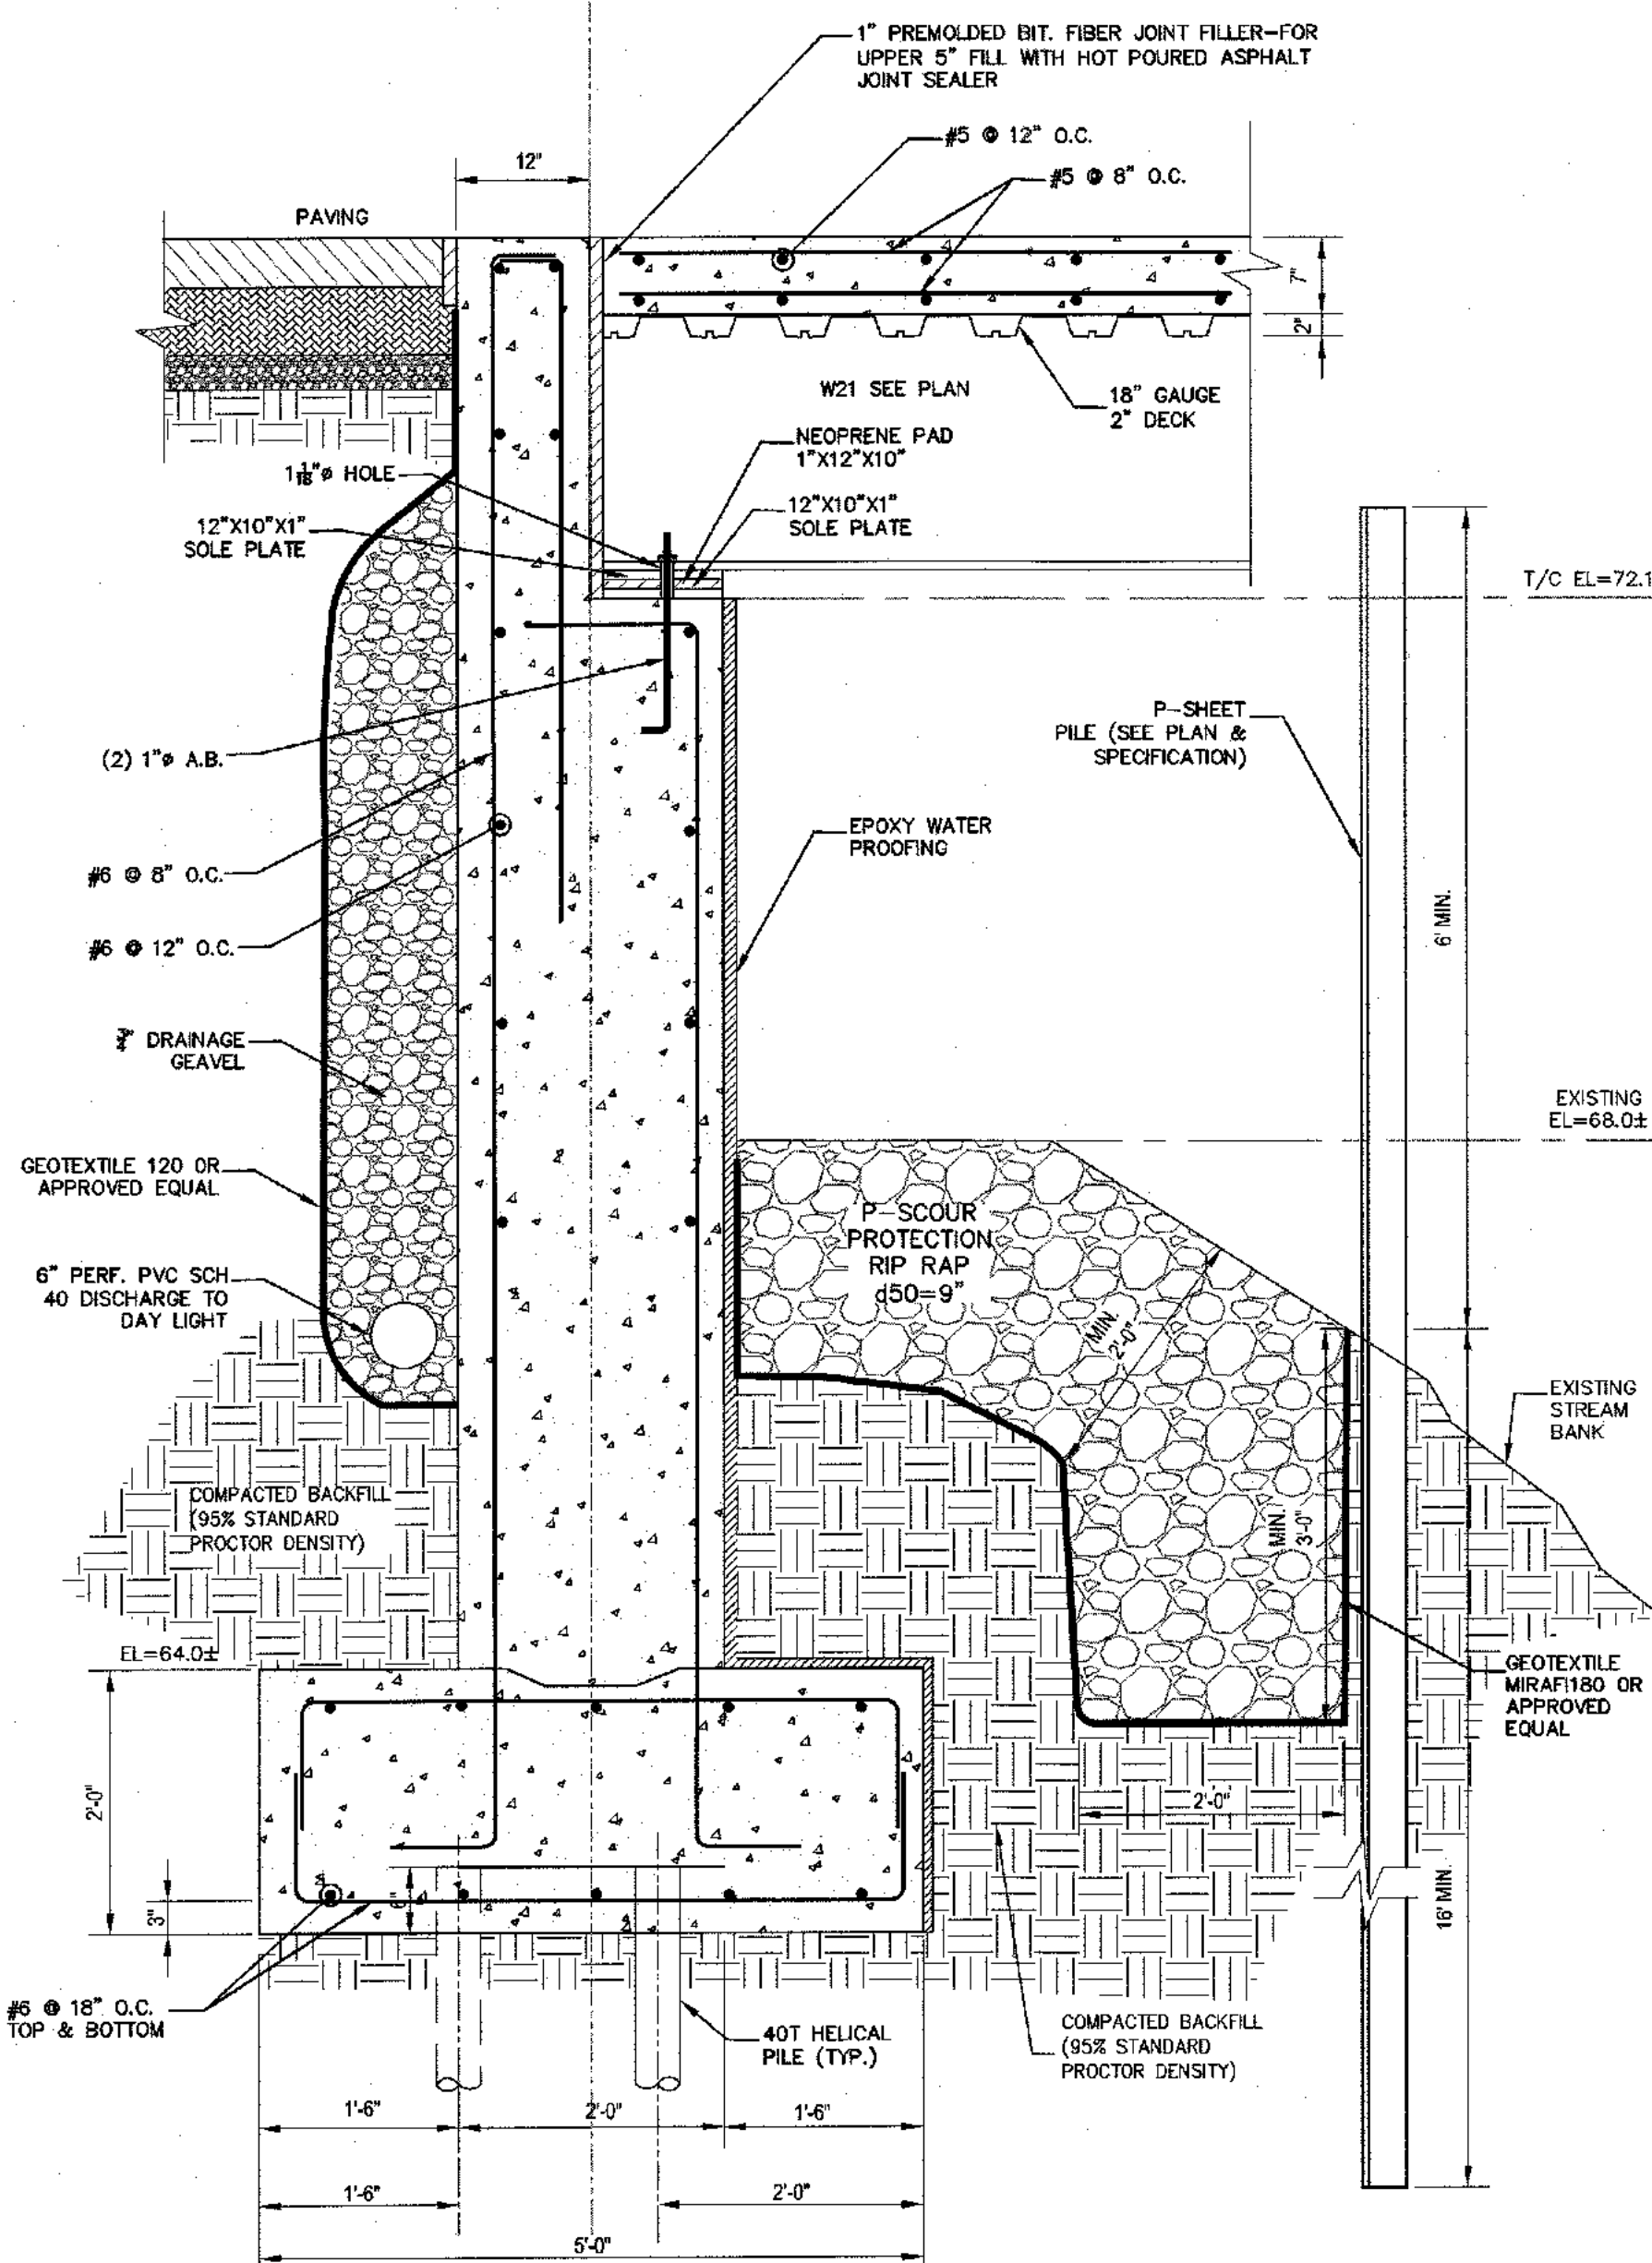 1" PREMOLDED BIT. FIBER JOINT FILLER-FOR
UPPER 5" FILL WITH HOT POURED ASPHALT
JOINT SEALER
#5 @ 12" O.C.
#5 @ 8" O.C.
12"
PAVING
7"
2"
W21 SEE PLAN
18" GAUGE
2" DECK
NEOPRENE PAD
1"X12"X10"
1 1/16"ø HOLE
12"X10"X1"
SOLE PLATE
12"X10"X1"
SOLE PLATE
T/C EL=72.1
P-SHEET
PILE (SEE PLAN &
SPECIFICATION)
(2) 1"ø A.B.
EPOXY WATER
PROOFING
#6 @ 8" O.C.
#6 @ 12" O.C.
6' MIN.
3/4" DRAINAGE
GEAVEL
EXISTING
EL=68.0±
GEOTEXTILE 120 OR
APPROVED EQUAL
P-SCOUR
PROTECTION
RIP RAP
d50=9"
6" PERF. PVC SCH
40 DISCHARGE TO
DAY LIGHT
MIN.
2'-0"
EXISTING
STREAM
BANK
COMPACTED BACKFILL
(95% STANDARD
PROCTOR DENSITY)
MIN.
3'-0"
EL=64.0±
GEOTEXTILE
MIRAFI180 OR
APPROVED
EQUAL
2'-0"
2'-0"
6"
3"
16' MIN.
#6 @ 18" O.C.
TOP & BOTTOM
40T HELICAL
PILE (TYP.)
COMPACTED BACKFILL
(95% STANDARD
PROCTOR DENSITY)
1'-6"
2'-0"
1'-6"
1'-6"
2'-0"
5'-0"